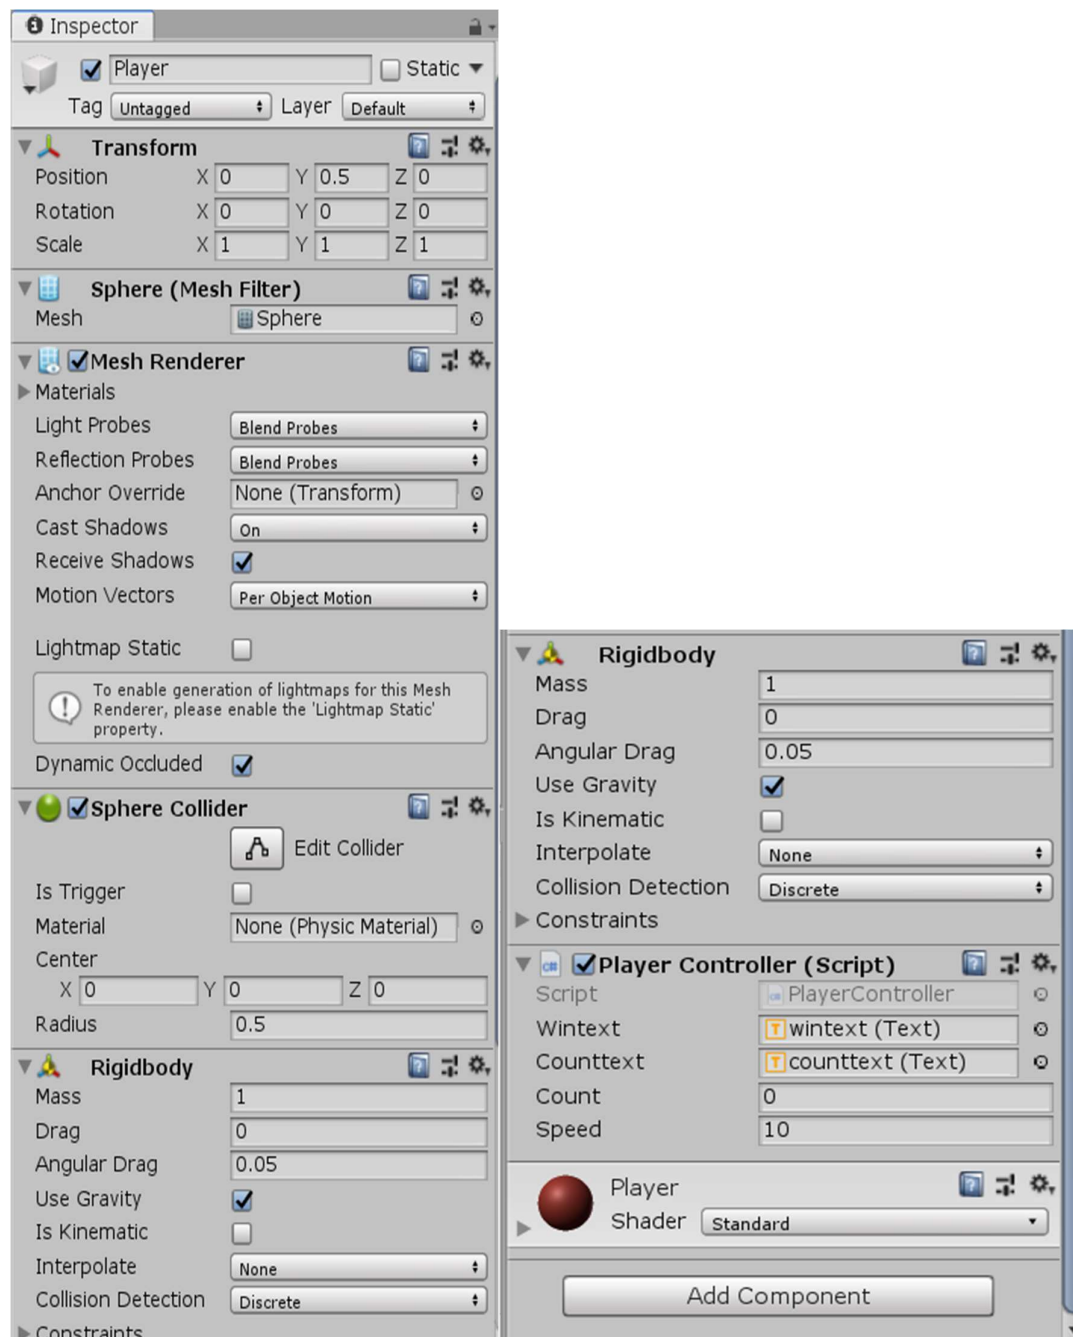 Inspector
Player Static
Tag Untagged Layer Default
Transform
Position X 0 Y 0.5 Z 0
Rotation X 0 Y 0 Z 0
Scale X 1 Y 1 Z 1
Sphere (Mesh Filter)
Mesh Sphere
Mesh Renderer
Materials
Light Probes Blend Probes
Reflection Probes Blend Probes
Anchor Override None (Transform)
Cast Shadows On
Receive Shadows
Motion Vectors Per Object Motion
Lightmap Static
To enable generation of lightmaps for this Mesh
Renderer, please enable the 'Lightmap Static'
property.
Dynamic Occluded
Sphere Collider
Edit Collider
Is Trigger
Material None (Physic Material)
Center
X 0 Y 0 Z 0
Radius 0.5
Rigidbody
Mass 1
Drag 0
Angular Drag 0.05
Use Gravity
Is Kinematic
Interpolate None
Collision Detection Discrete
Constraints
Rigidbody
Mass 1
Drag 0
Angular Drag 0.05
Use Gravity
Is Kinematic
Interpolate None
Collision Detection Discrete
Constraints
c# Player Controller (Script)
Script PlayerController
Wintext T wintext (Text)
Counttext T counttext (Text)
Count 0
Speed 10
Player
Shader Standard
Add Component